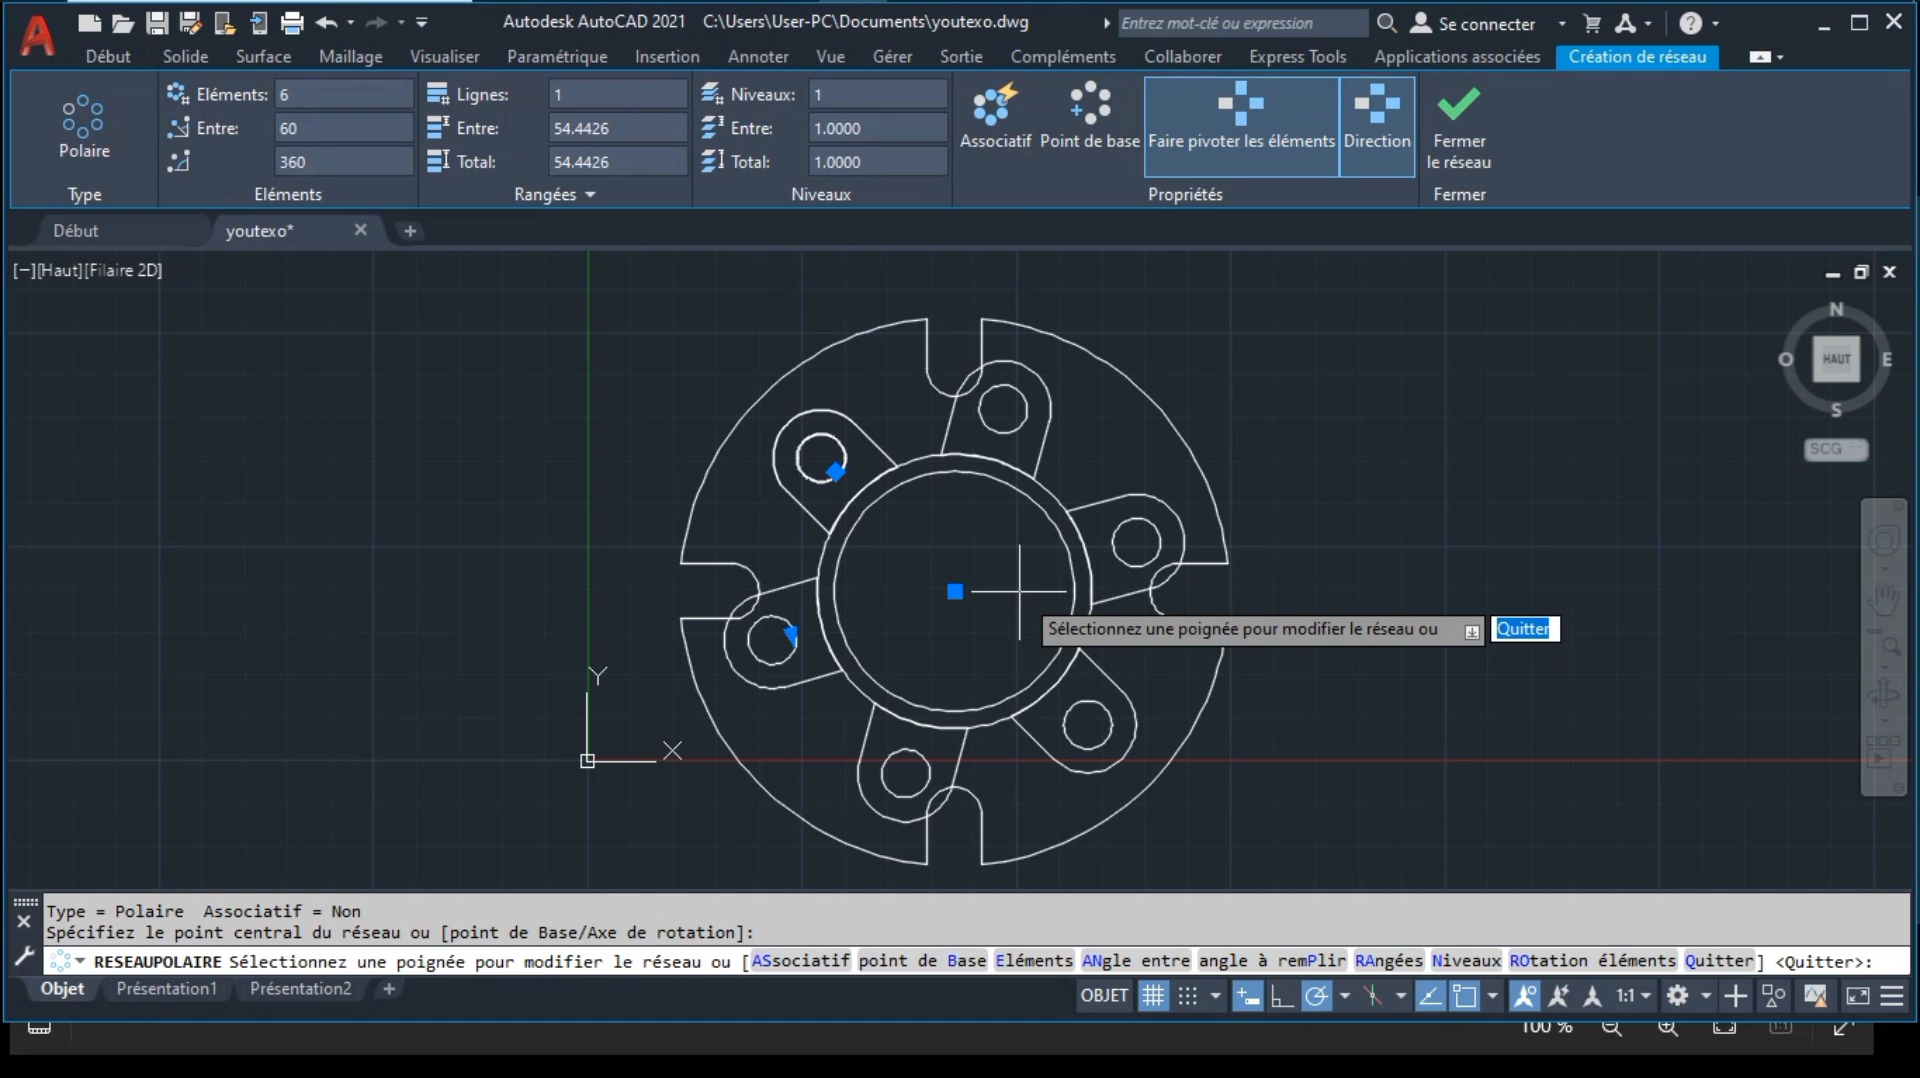 Autodesk AutoCAD 2021 C:\Users\User-PC\Documents\youtexo.dwg Entrez mot-clé ou expression Se connecter
Début Solide Surface Maillage Visualiser Paramétrique Insertion Annoter Vue Gérer Sortie Compléments Collaborer Express Tools Applications associées Création de réseau
Eléments: 6 Lignes: 1 Niveaux: 1
Entre: 60 Entre: 54.4426 Entre: 1.0000
Polaire Associatif Point de base Faire pivoter les éléments Direction Fermer
le réseau
360 Total: 54.4426 Total: 1.0000
Type Eléments Rangées Niveaux Propriétés Fermer
Début youtexo*
[−][Haut][Filaire 2D]
N
O HAUT E
S
SCG
Sélectionnez une poignée pour modifier le réseau ou Quitter
Y
X
Type = Polaire Associatif = Non
Spécifiez le point central du réseau ou [point de Base/Axe de rotation]:
RESEAUPOLAIRE Sélectionnez une poignée pour modifier le réseau ou [ASsociatif point de Base Eléments ANgle entre angle à remPlir RAngées Niveaux ROtation éléments Quitter] <Quitter>:
Objet Présentation1 Présentation2 +
OBJET 1:1
100 % 1:1